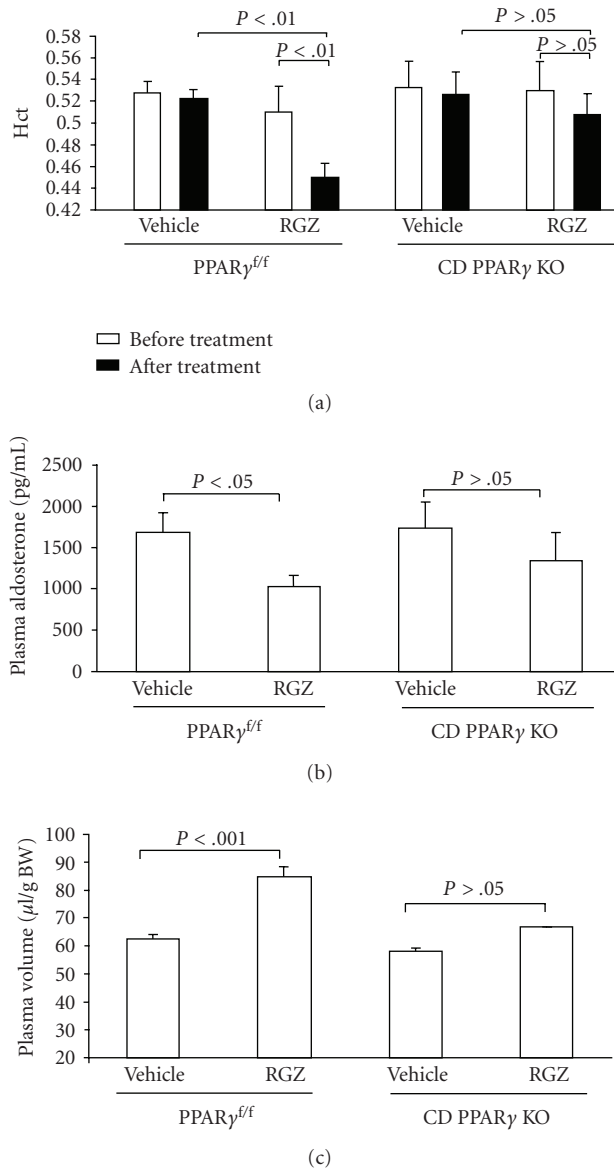 P < .01
P > .05
< .01
P > .05
0.58
0.56
0.54
0.52
0.5
0.48
0.46
0.44
0.42
Hct
Vehicle RGZ Vehicle RGZ
PPARγf/f CD PPARγ KO
Before treatment
After treatment
(a)
P < .05 P > .05
2500
2000
1500
1000
500
0
Plasma aldosterone (pg/mL)
Vehicle RGZ Vehicle RGZ
PPARγf/f CD PPARγ KO
(b)
P < .001
P > .05
100
90
80
70
60
50
40
30
20
Plasma volume (μl/g BW)
Vehicle RGZ Vehicle RGZ
PPARγf/f CD PPARγ KO
(c)